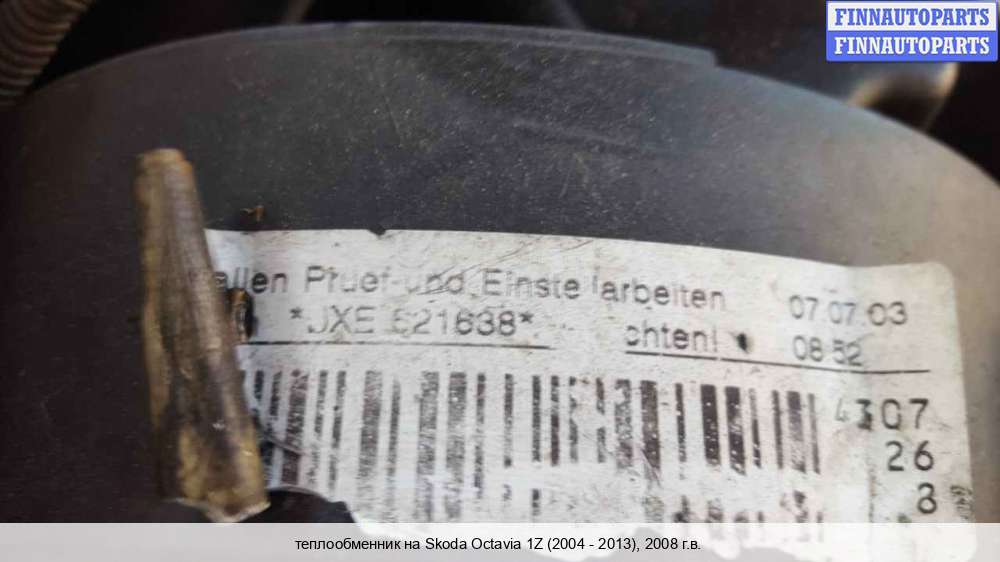 FINNAUTOPARTS
FINNAUTOPARTS
allen Pruef-und Einstellarbeiten
*JXE 521638*
chten!
07 07 03
08:52
4307
26
8
теплообменник на Skoda Octavia 1Z (2004 - 2013), 2008 г.в.